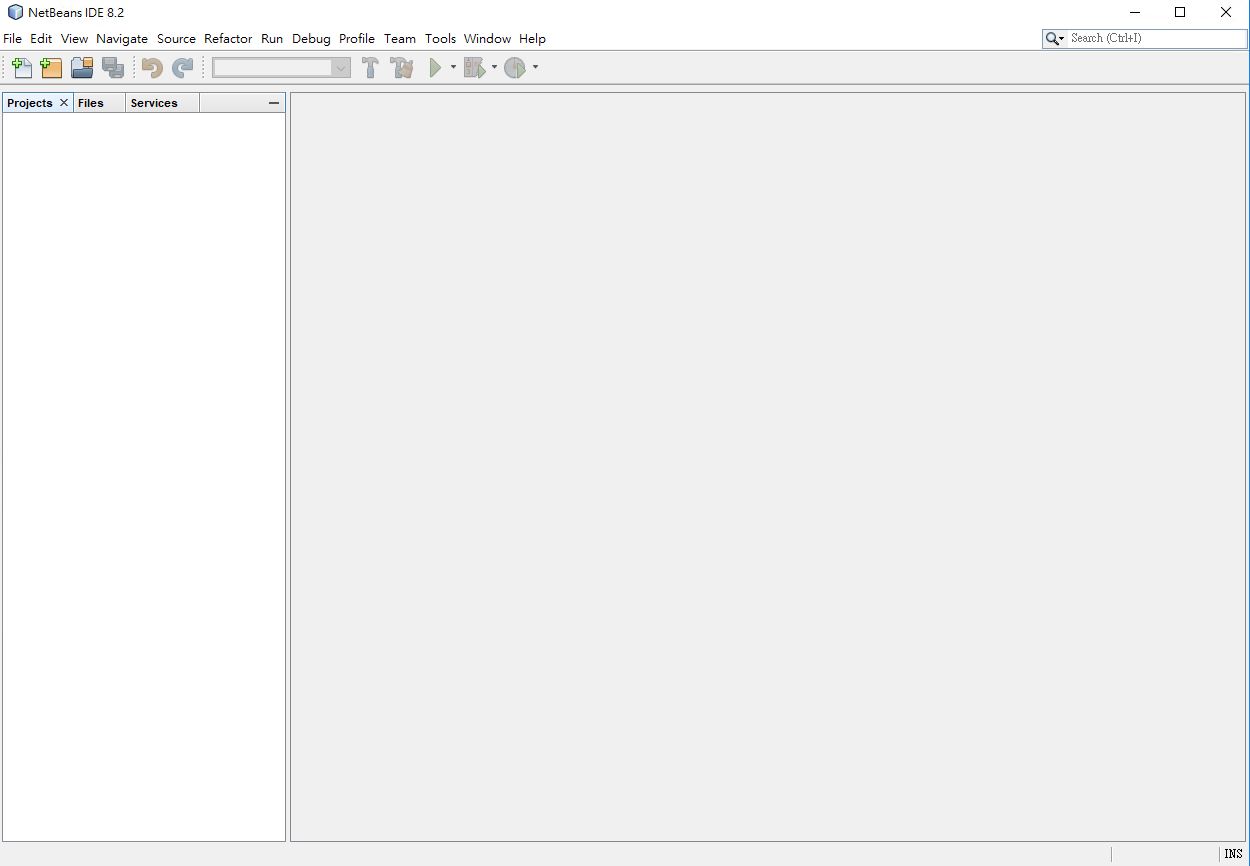 NetBeans IDE 8.2
File Edit View Navigate Source Refactor Run Debug Profile Team Tools Window Help
Search (Ctrl+I)
Projects Files Services
INS